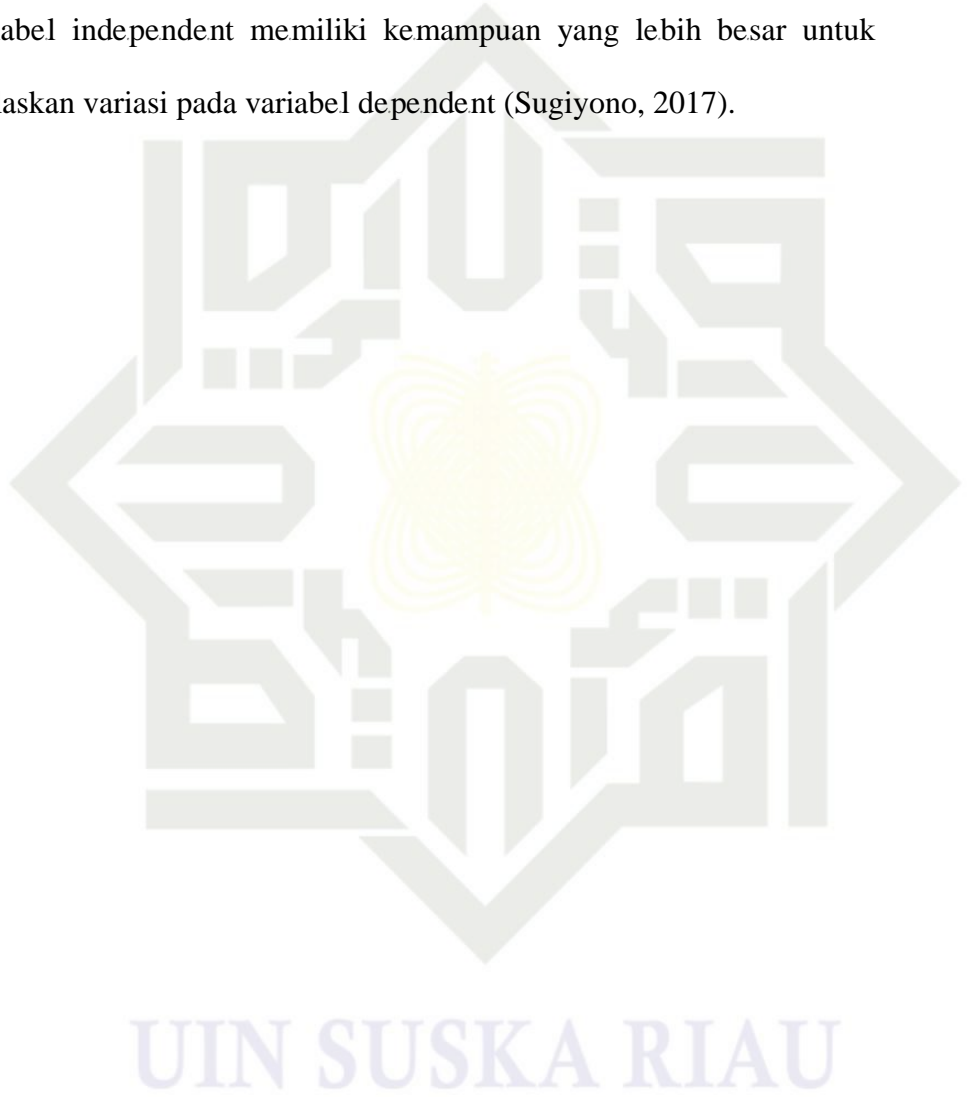 abel independent memiliki kemampuan yang lebih besar untuk
askan variasi pada variabel dependent (Sugiyono, 2017).
UIN SUSKA RIAU